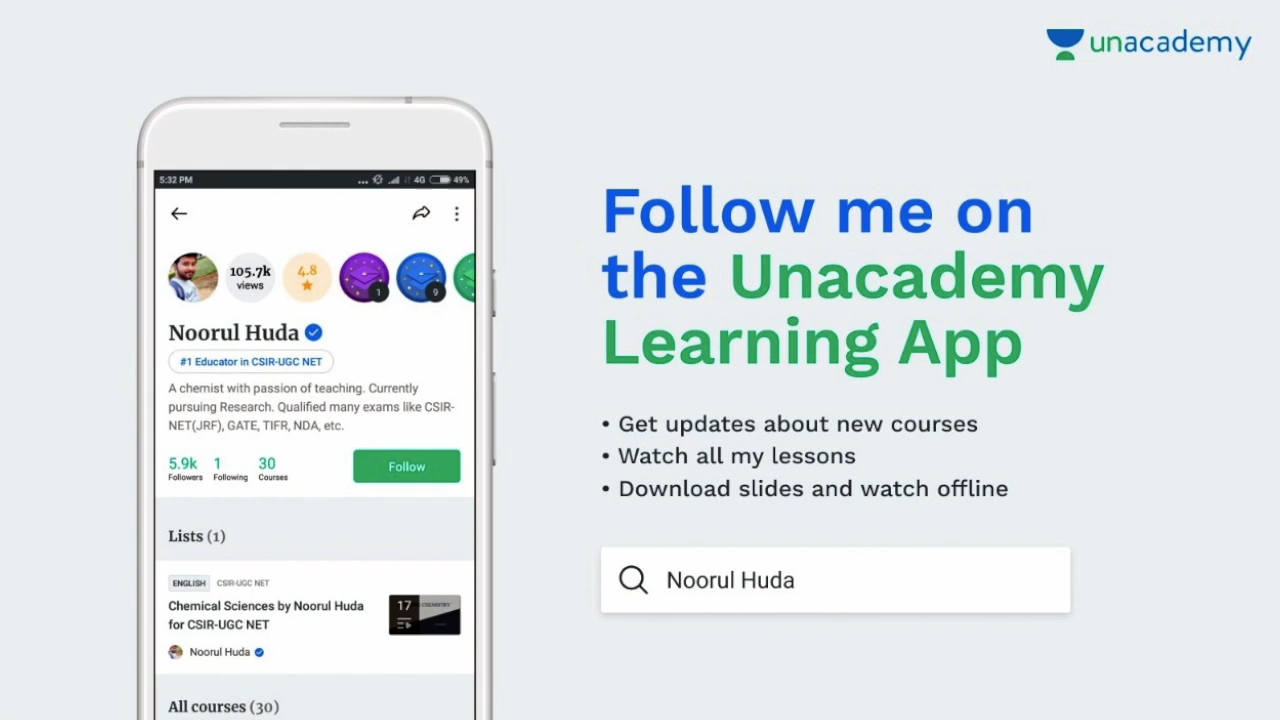 unacademy
5:32 PM
4G
49%
105.7k
views
4.8
1
9
Noorul Huda
#1 Educator in CSIR-UGC NET
A chemist with passion of teaching. Currently
pursuing Research. Qualified many exams like CSIR-
NET(JRF), GATE, TIFR, NDA, etc.
5.9k 1 30
Followers Following Courses
Follow
Lists (1)
ENGLISH CSIR-UGC NET
Chemical Sciences by Noorul Huda
for CSIR-UGC NET
17
Noorul Huda
All courses (30)
Follow me on
the Unacademy
Learning App
• Get updates about new courses
• Watch all my lessons
• Download slides and watch offline
Noorul Huda